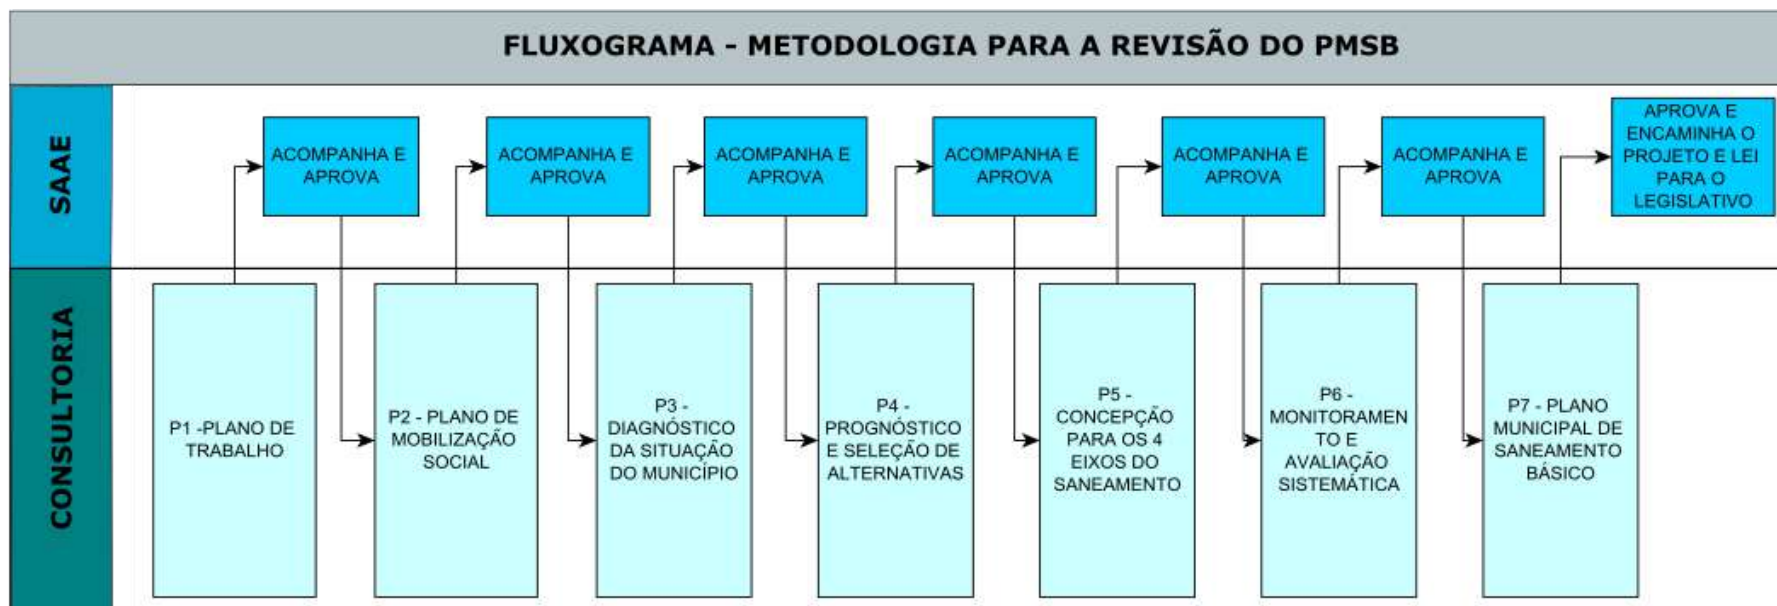 FLUXOGRAMA - METODOLOGIA PARA A REVISÃO DO PMSB
SAAE
ACOMPANHA E
APROVA
ACOMPANHA E
APROVA
ACOMPANHA E
APROVA
ACOMPANHA E
APROVA
ACOMPANHA E
APROVA
ACOMPANHA E
APROVA
APROVA E
ENCAMINHA O
PROJETO E LEI
PARA O
LEGISLATIVO
CONSULTORIA
P1 -PLANO DE
TRABALHO
P2 - PLANO DE
MOBILIZAÇÃO
SOCIAL
P3 -
DIAGNÓSTICO
DA SITUAÇÃO
DO MUNICÍPIO
P4 -
PROGNÓSTICO
E SELEÇÃO DE
ALTERNATIVAS
P5 -
CONCEPÇÃO
PARA OS 4
EIXOS DO
SANEAMENTO
P6 -
MONITORAMEN
TO E
AVALIAÇÃO
SISTEMÁTICA
P7 - PLANO
MUNICIPAL DE
SANEAMENTO
BÁSICO